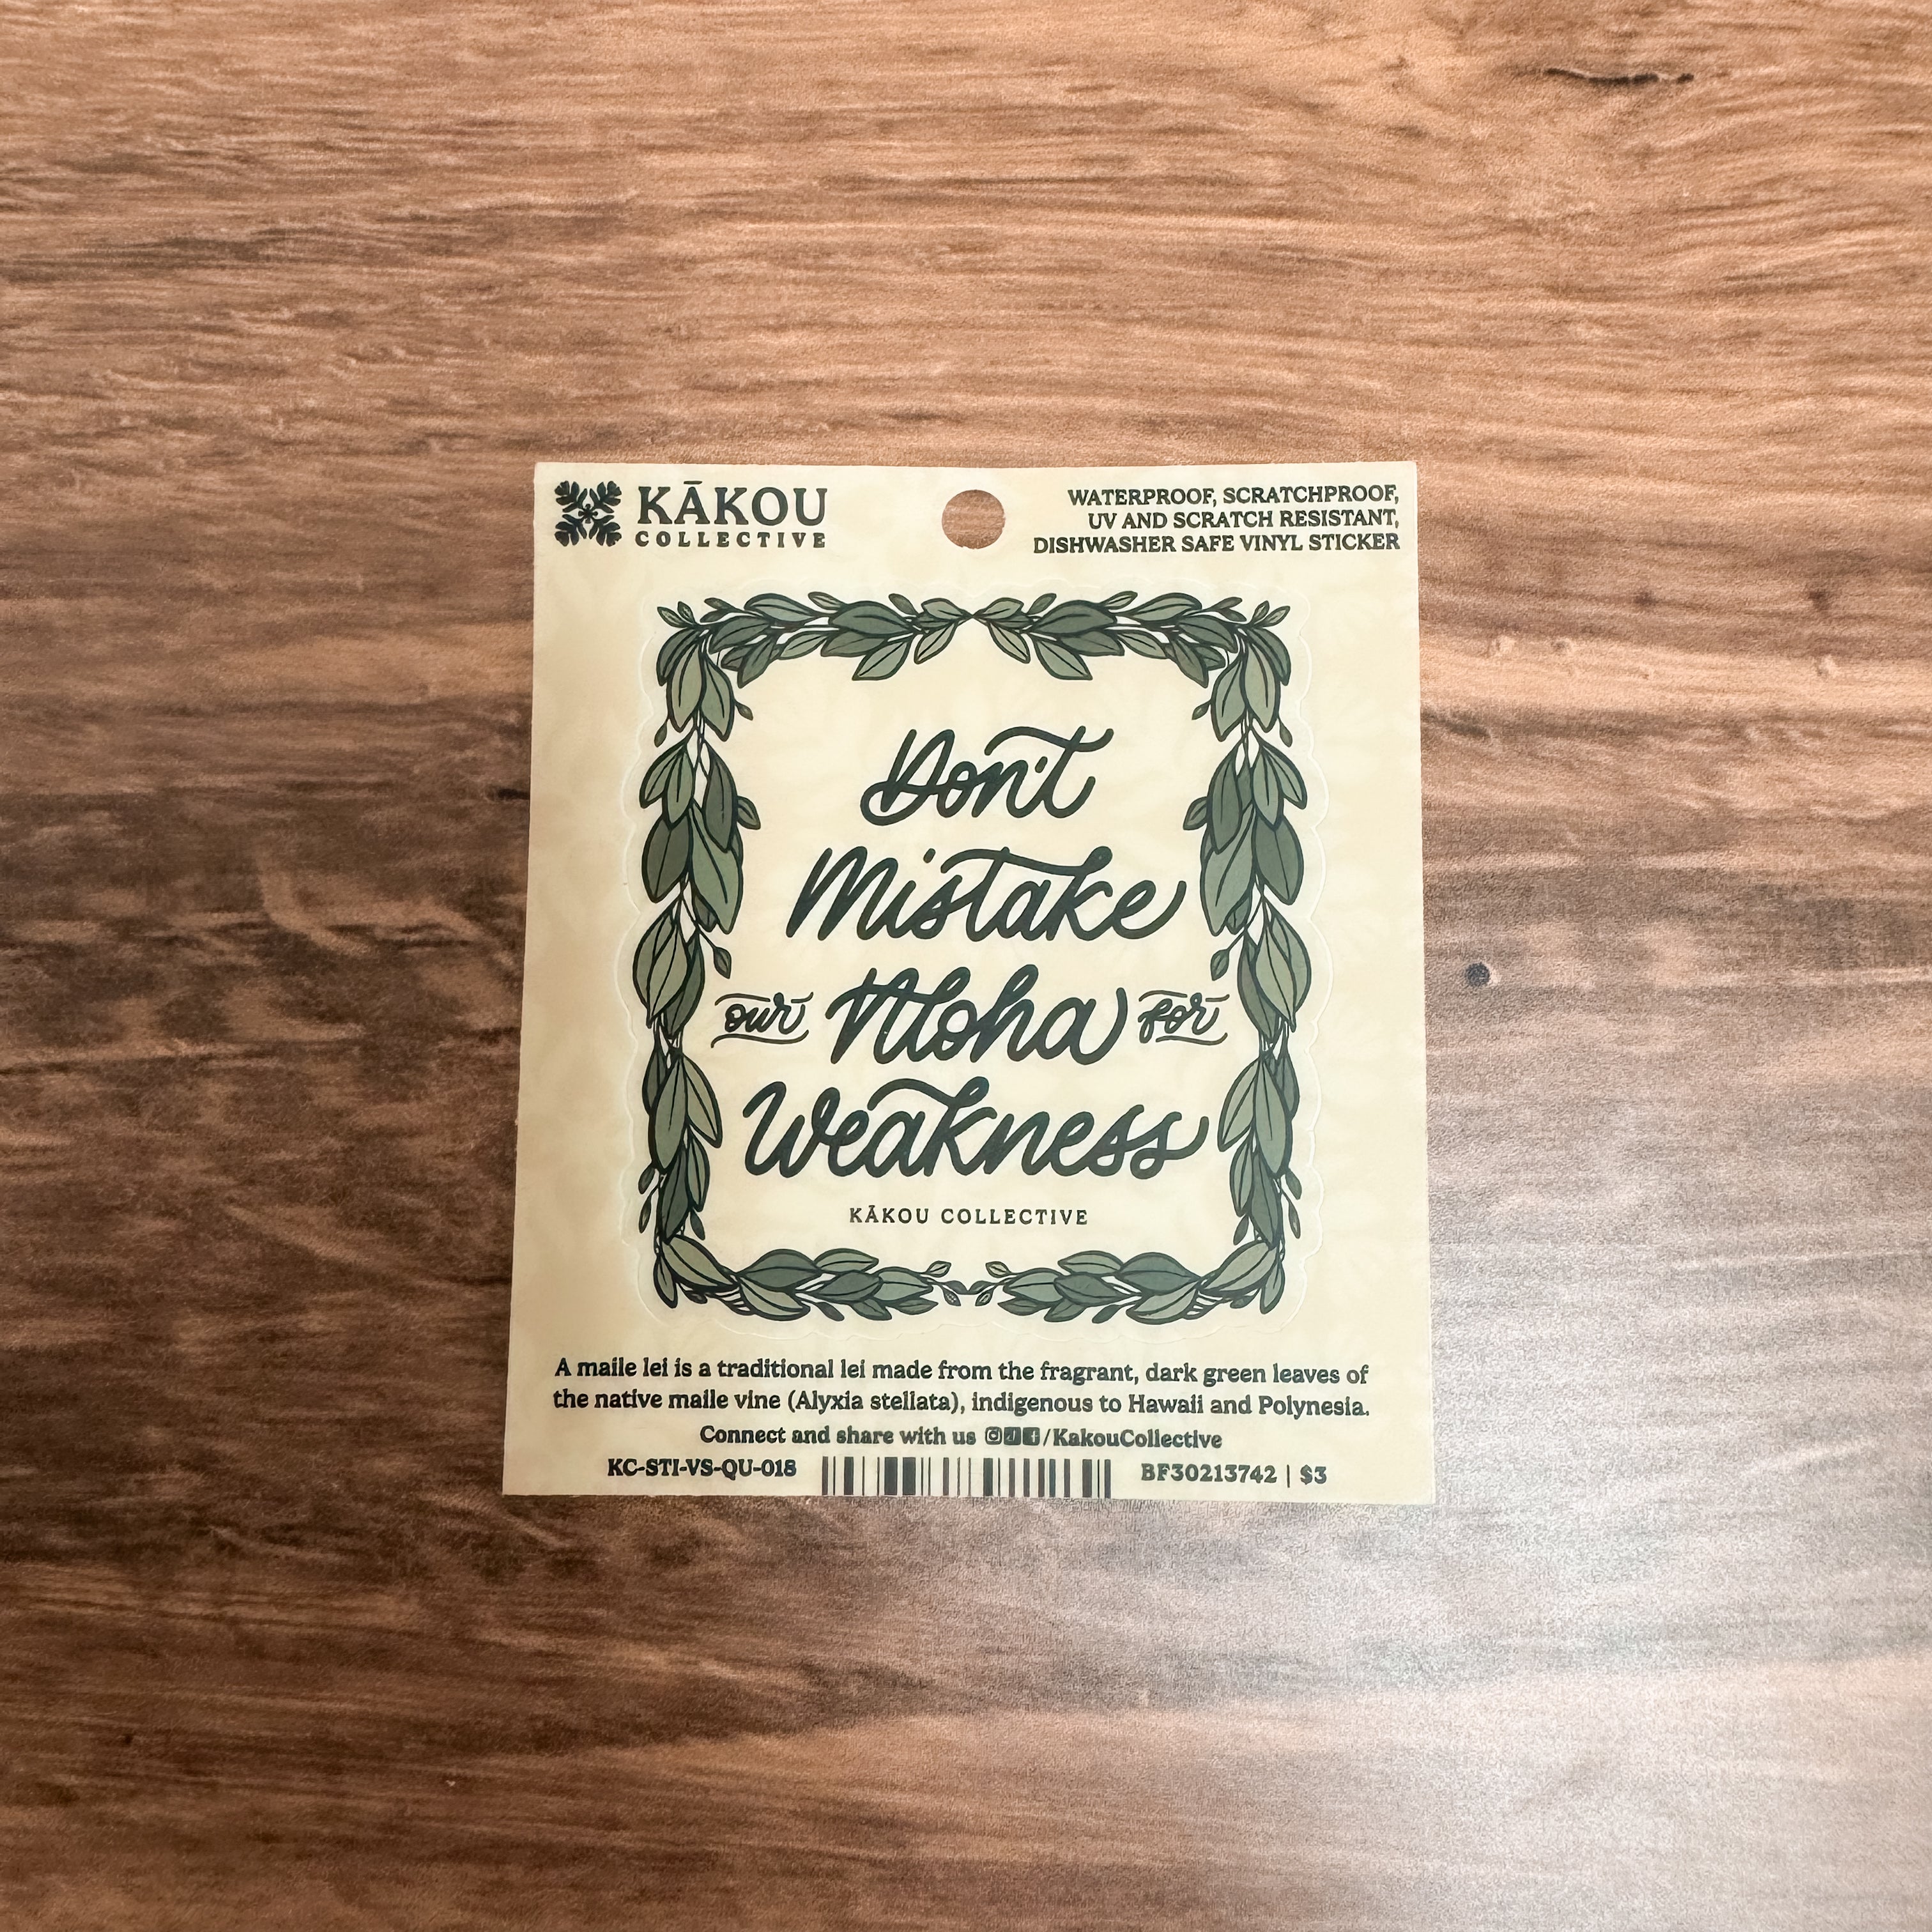 KĀKOU
COLLECTIVE
WATERPROOF, SCRATCHPROOF,
UV AND SCRATCH RESISTANT,
DISHWASHER SAFE VINYL STICKER
Don't
Mistake
our Aloha for
Weakness
KĀKOU COLLECTIVE
A maile lei is a traditional lei made from the fragrant, dark green leaves of
the native maile vine (Alyxia stellata), indigenous to Hawaii and Polynesia.
Connect and share with us /KakouCollective
KC-STI-VS-QU-018 BF30213742 | $3